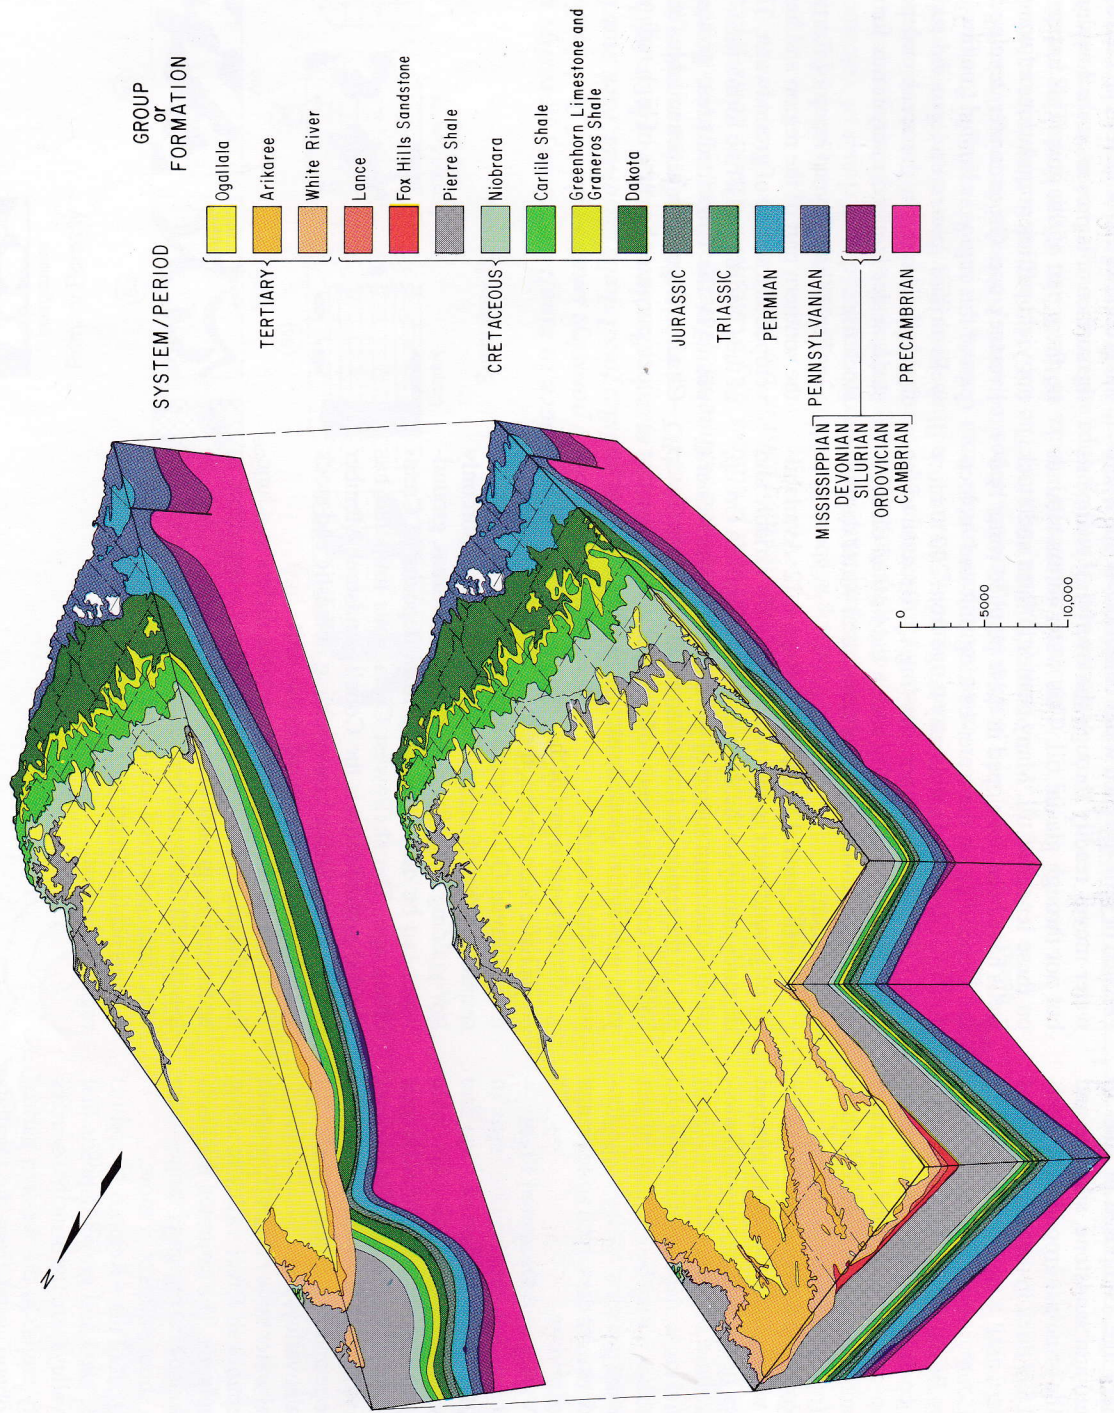 GROUP
or
FORMATION
SYSTEM/PERIOD
TERTIARY
Ogallala
Arikaree
White River
CRETACEOUS
Lance
Fox Hills Sandstone
Pierre Shale
Niobrara
Carlile Shale
Greenhorn Limestone and
Graneros Shale
Dakota
JURASSIC
TRIASSIC
PERMIAN
PENNSYLVANIAN
MISSISSIPPIAN
DEVONIAN
SILURIAN
ORDOVICIAN
CAMBRIAN
PRECAMBRIAN
N
0
5000
10,000